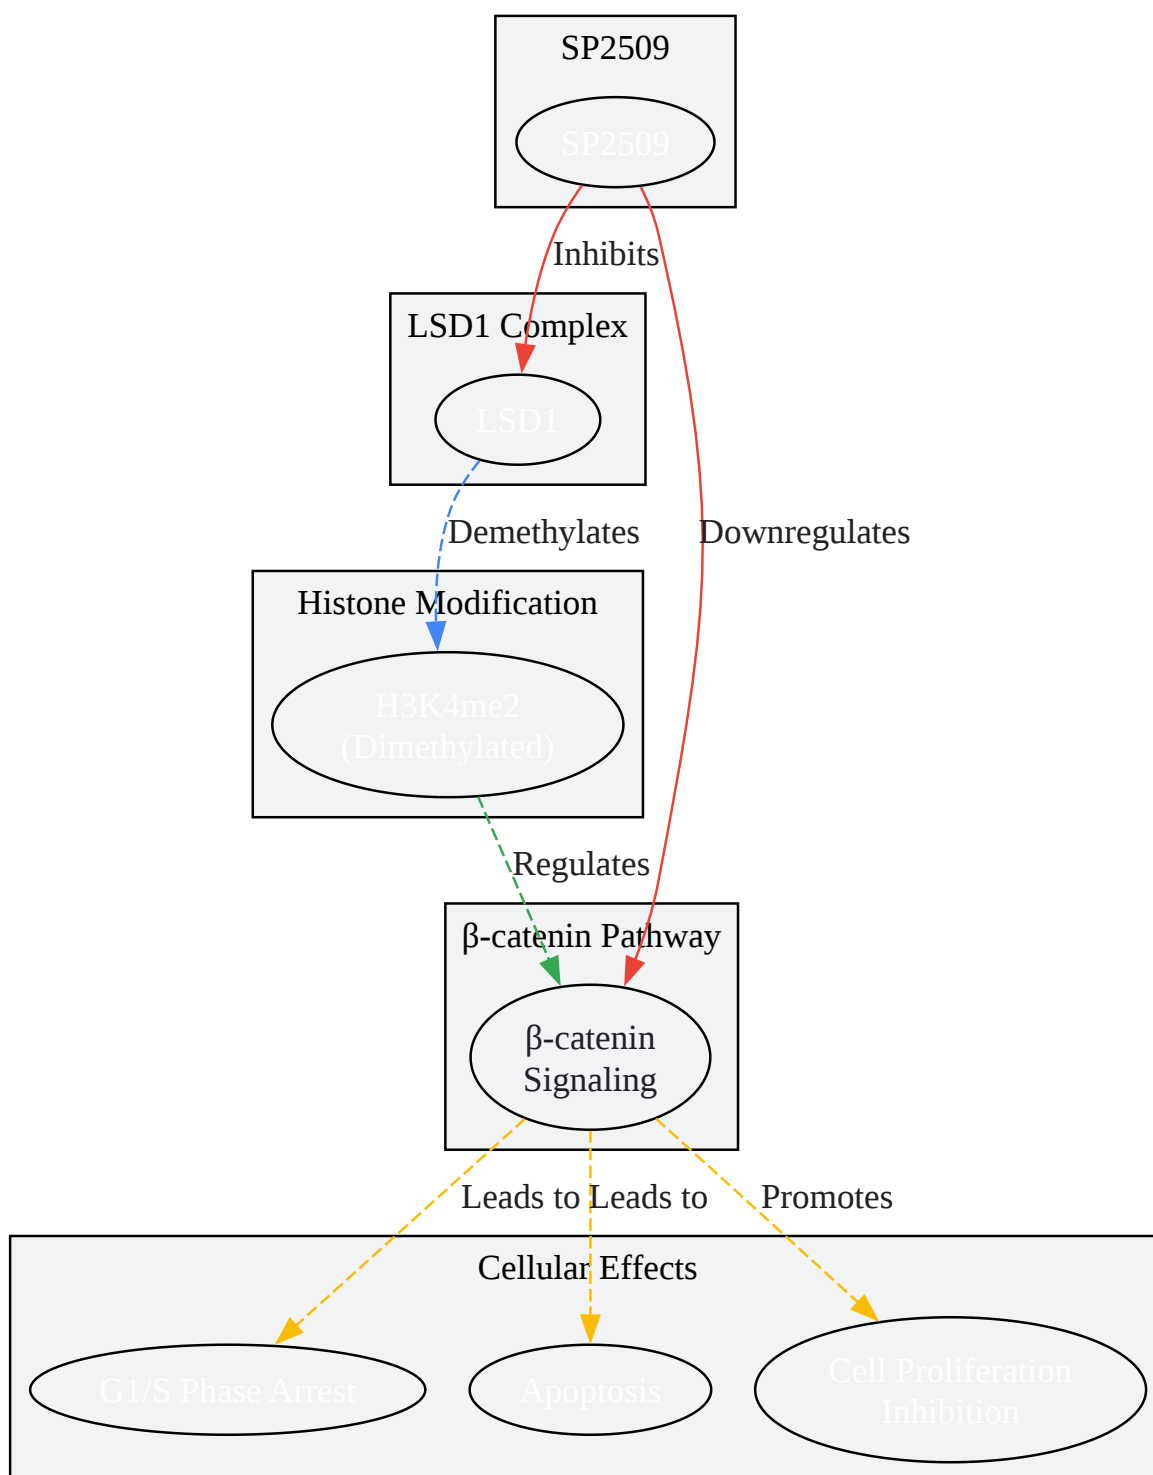 SP2509
SP2509
Inhibits
LSD1 Complex
LSD1
Demethylates
Downregulates
Histone Modification
H3K4me2
(Dimethylated)
Regulates
β-catenin Pathway
β-catenin
Signaling
Leads to
Leads to
Promotes
Cellular Effects
G1/S Phase Arrest
Apoptosis
Cell Proliferation
Inhibition